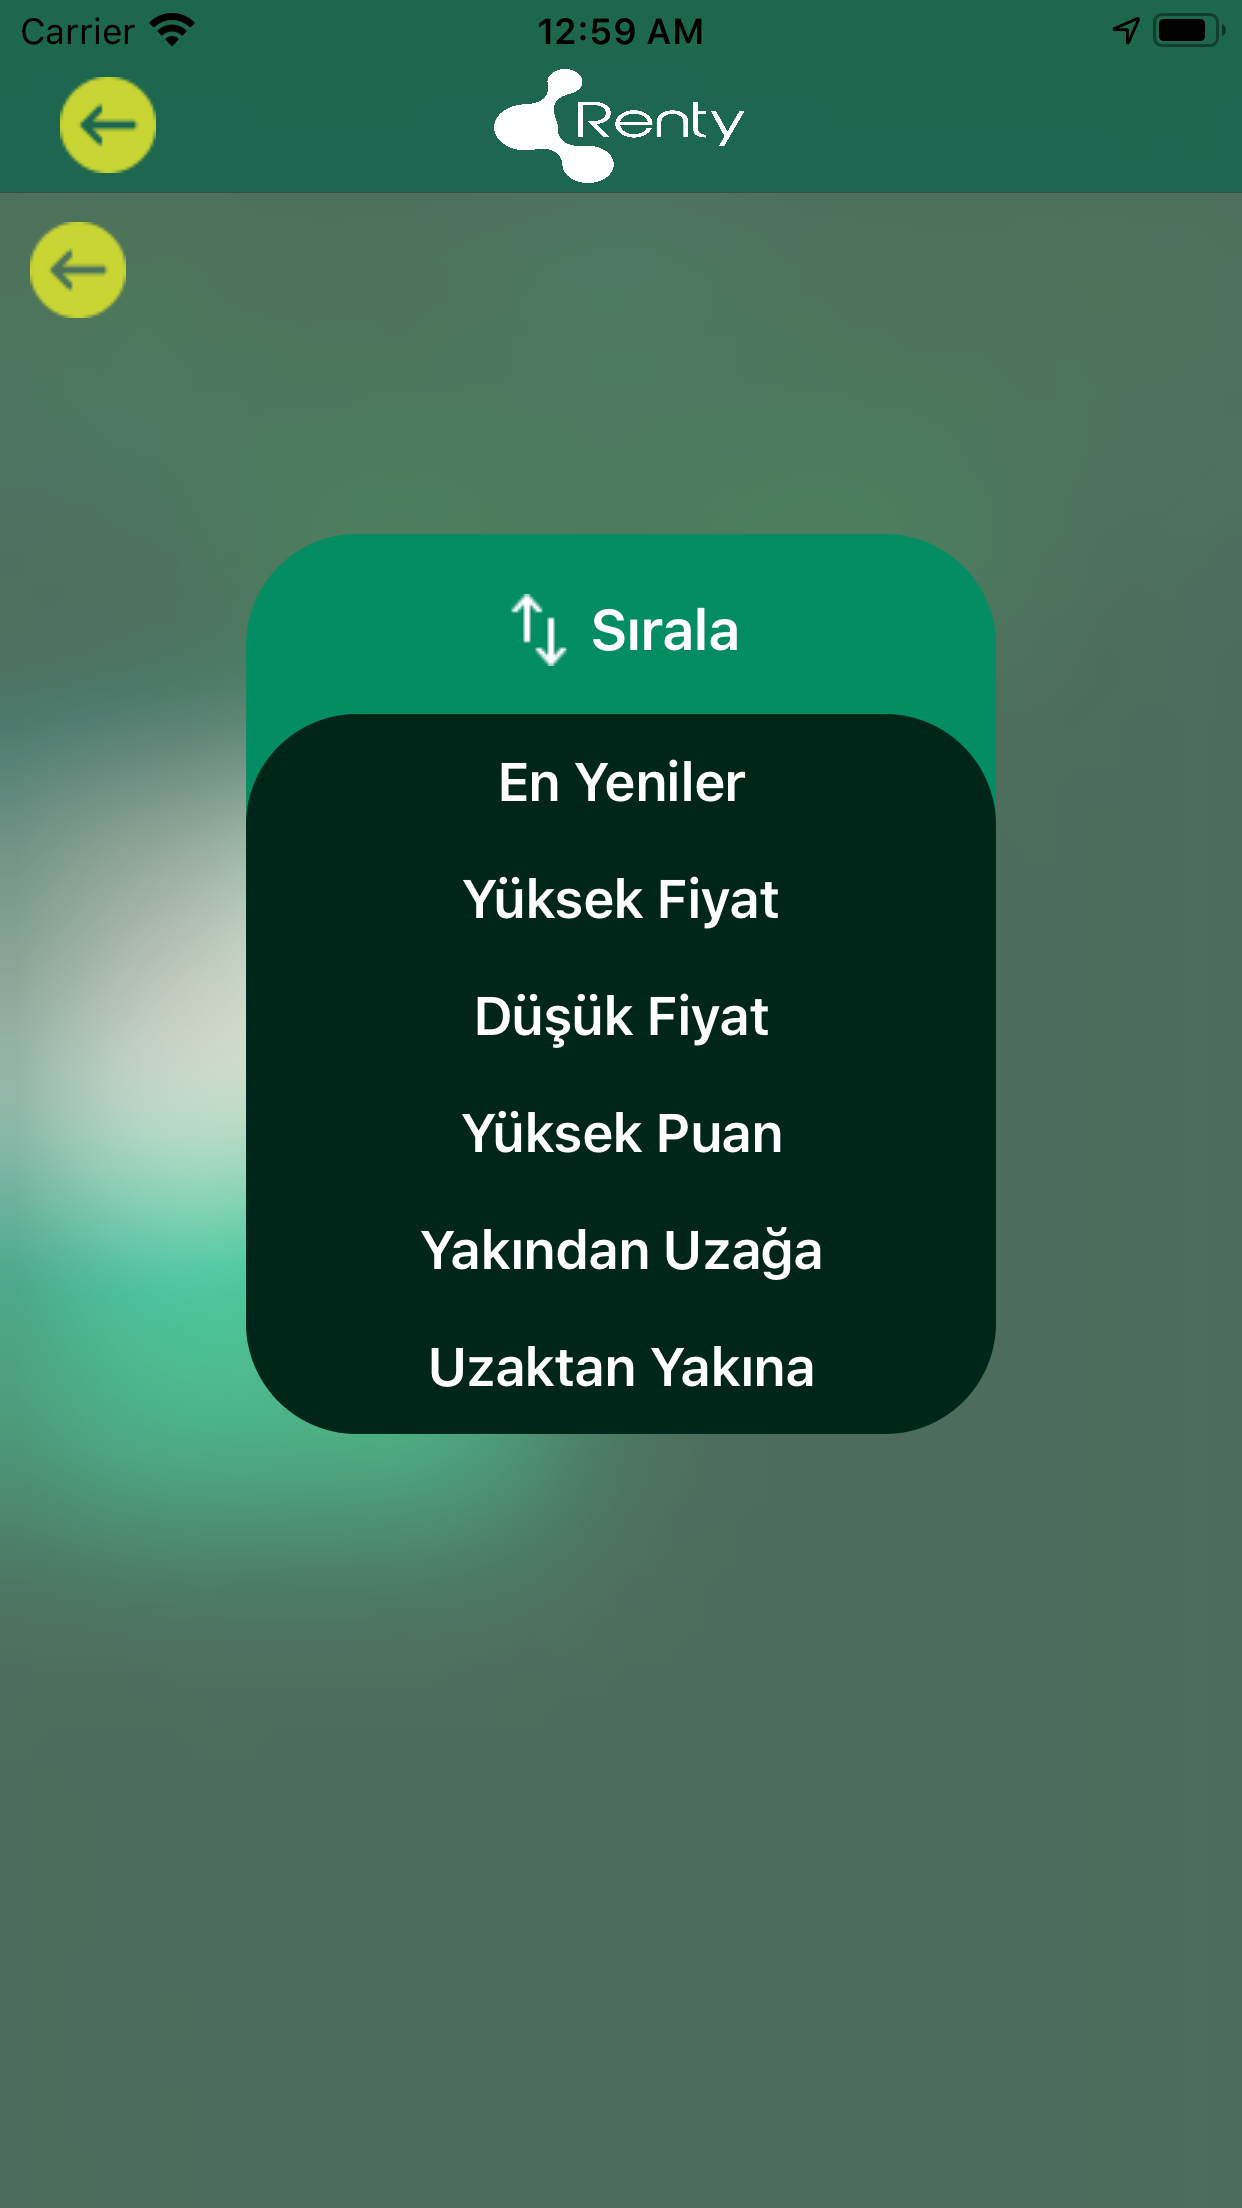 Carrier 12:59 AM
Renty
Sırala
En Yeniler
Yüksek Fiyat
Düşük Fiyat
Yüksek Puan
Yakından Uzağa
Uzaktan Yakına